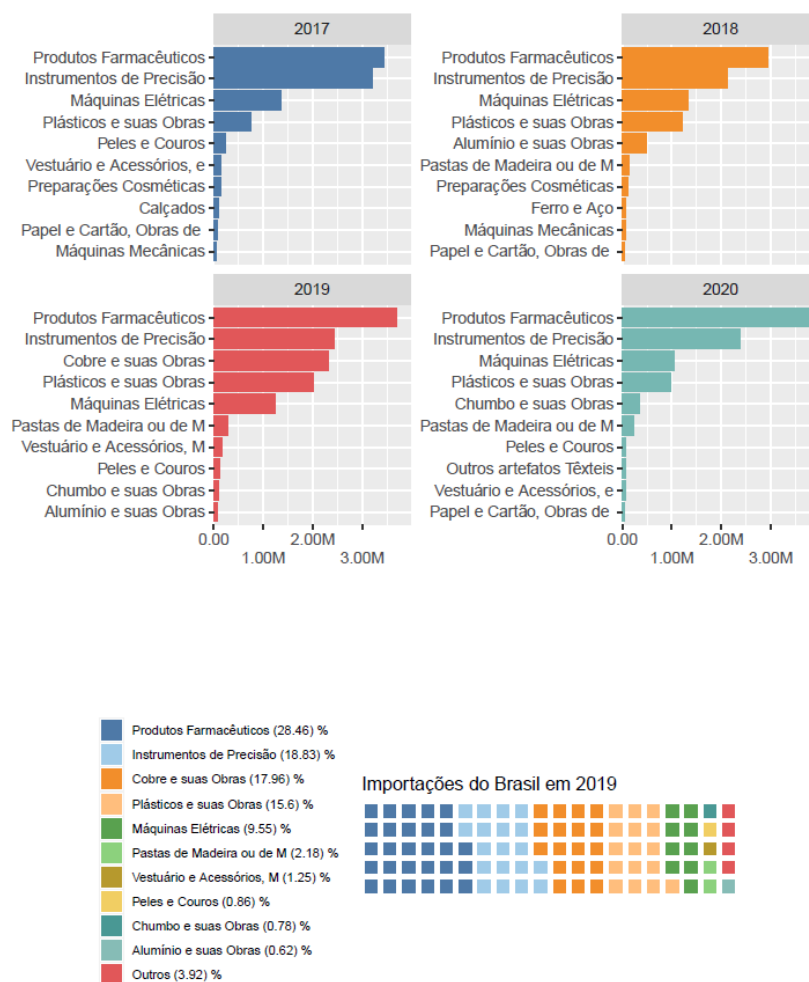 2017
Produtos Farmacêuticos
Instrumentos de Precisão
Máquinas Elétricas
Plásticos e suas Obras
Peles e Couros
Vestuário e Acessórios, e
Preparações Cosméticas
Calçados
Papel e Cartão, Obras de
Máquinas Mecânicas
2018
Produtos Farmacêuticos
Instrumentos de Precisão
Máquinas Elétricas
Plásticos e suas Obras
Alumínio e suas Obras
Pastas de Madeira ou de M
Preparações Cosméticas
Ferro e Aço
Máquinas Mecânicas
Papel e Cartão, Obras de
2019
Produtos Farmacêuticos
Instrumentos de Precisão
Cobre e suas Obras
Plásticos e suas Obras
Máquinas Elétricas
Pastas de Madeira ou de M
Vestuário e Acessórios, M
Peles e Couros
Chumbo e suas Obras
Alumínio e suas Obras
0.00 2.00M
1.00M 3.00M
2020
Produtos Farmacêuticos
Instrumentos de Precisão
Máquinas Elétricas
Plásticos e suas Obras
Chumbo e suas Obras
Pastas de Madeira ou de M
Peles e Couros
Outros artefatos Têxteis
Vestuário e Acessórios, e
Papel e Cartão, Obras de
0.00 2.00M
1.00M 3.00M
Produtos Farmacêuticos (28.46) %
Instrumentos de Precisão (18.83) %
Cobre e suas Obras (17.96) %
Plásticos e suas Obras (15.6) %
Máquinas Elétricas (9.55) %
Pastas de Madeira ou de M (2.18) %
Vestuário e Acessórios, M (1.25) %
Peles e Couros (0.86) %
Chumbo e suas Obras (0.78) %
Alumínio e suas Obras (0.62) %
Outros (3.92) %
Importações do Brasil em 2019